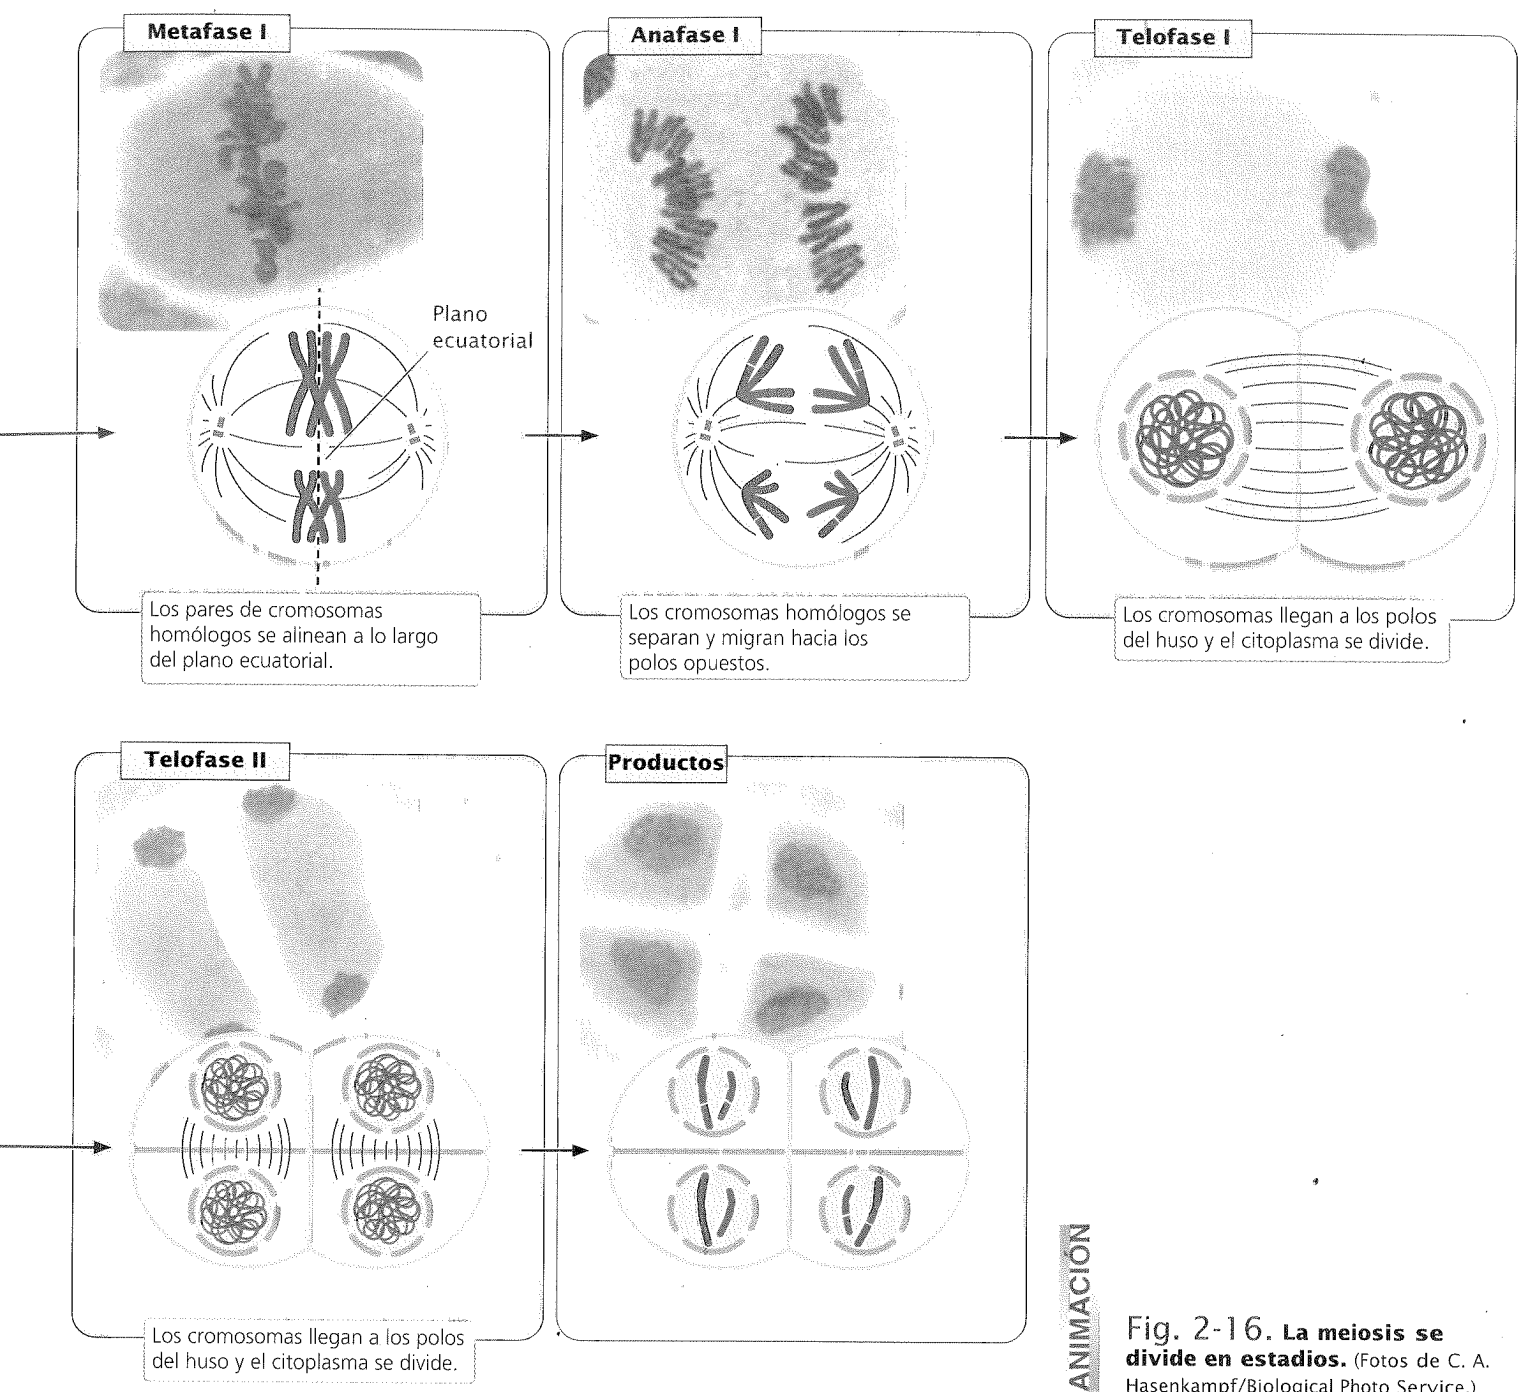 Metafase I
Plano
ecuatorial
Los pares de cromosomas
homólogos se alinean a lo largo
del plano ecuatorial.
Anafase I
Los cromosomas homólogos se
separan y migran hacia los
polos opuestos.
Telofase I
Los cromosomas llegan a los polos
del huso y el citoplasma se divide.
Telofase II
Los cromosomas llegan a los polos
del huso y el citoplasma se divide.
Productos
ANIMACIÓN
Fig. 2-16. La meiosis se
divide en estadios. (Fotos de C. A.
Hasenkampf/Biological Photo Service.)